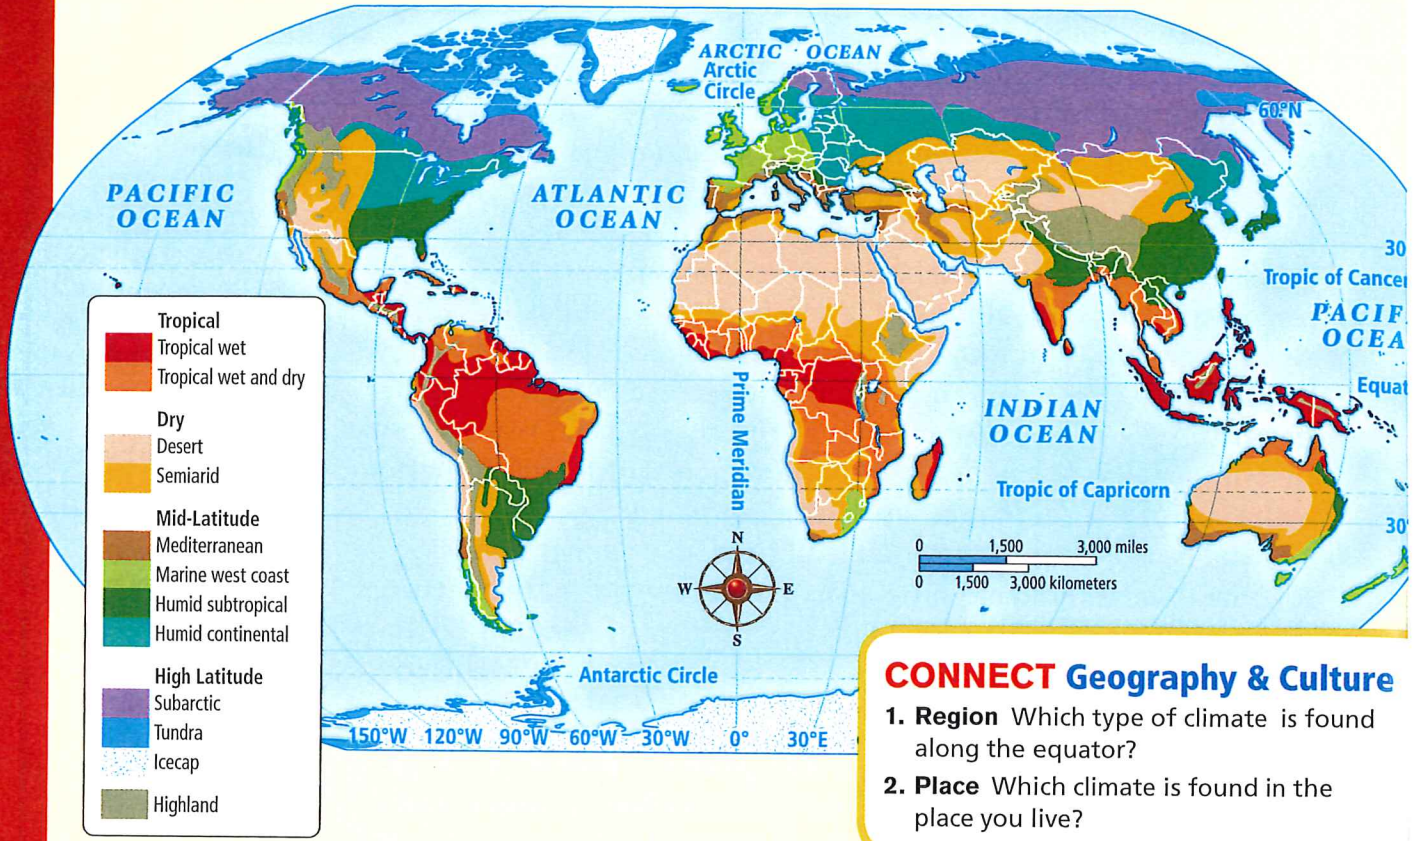 ARCTIC OCEAN
Arctic
Circle
60°N
PACIFIC
OCEAN
ATLANTIC
OCEAN
30
Tropic of Cancer
PACIF
OCEA
Equat
Prime Meridian
INDIAN
OCEAN
Tropic of Capricorn
30°
N
W E
S
0 1,500 3,000 miles
0 1,500 3,000 kilometers
Antarctic Circle
150°W 120°W 90°W 60°W 30°W 0° 30°E
Tropical
Tropical wet
Tropical wet and dry
Dry
Desert
Semiarid
Mid-Latitude
Mediterranean
Marine west coast
Humid subtropical
Humid continental
High Latitude
Subarctic
Tundra
Icecap
Highland
CONNECT Geography & Culture
1. Region Which type of climate is found
along the equator?
2. Place Which climate is found in the
place you live?